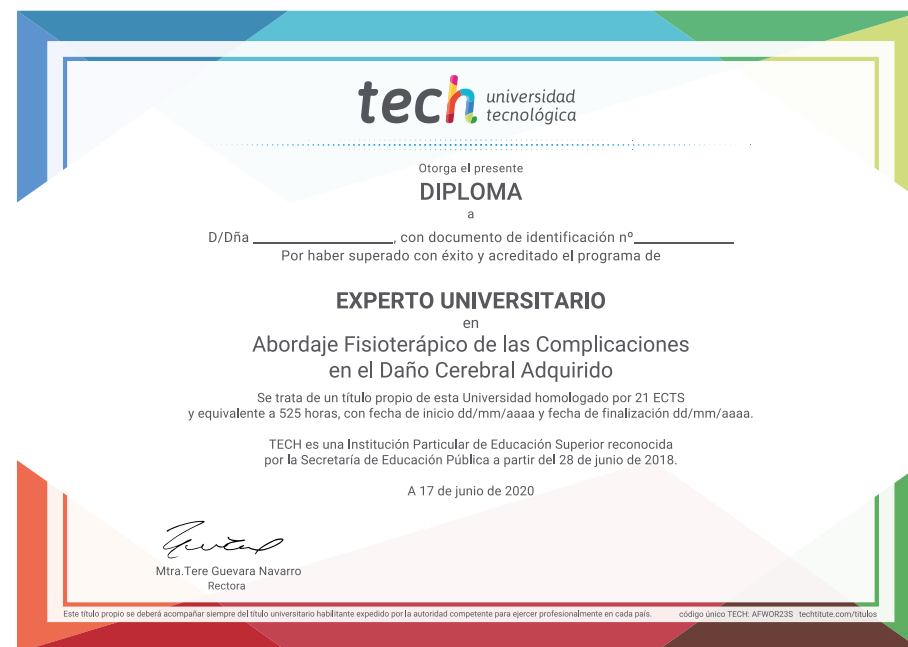 tech universidad
tecnológica
Otorga el presente
DIPLOMA
a
D/Dña ______________, con documento de identificación nº__________
Por haber superado con éxito y acreditado el programa de
EXPERTO UNIVERSITARIO
en
Abordaje Fisioterápico de las Complicaciones
en el Daño Cerebral Adquirido
Se trata de un título propio de esta Universidad homologado por 21 ECTS
y equivalente a 525 horas, con fecha de inicio dd/mm/aaaa y fecha de finalización dd/mm/aaaa.
TECH es una Institución Particular de Educación Superior reconocida
por la Secretaría de Educación Pública a partir del 28 de junio de 2018.
A 17 de junio de 2020
Mtra.Tere Guevara Navarro
Rectora
Este título propio se deberá acompañar siempre del título universitario habilitante expedido por la autoridad competente para ejercer profesionalmente en cada país. código único TECH: AFWOR23S techtitute.com/títulos